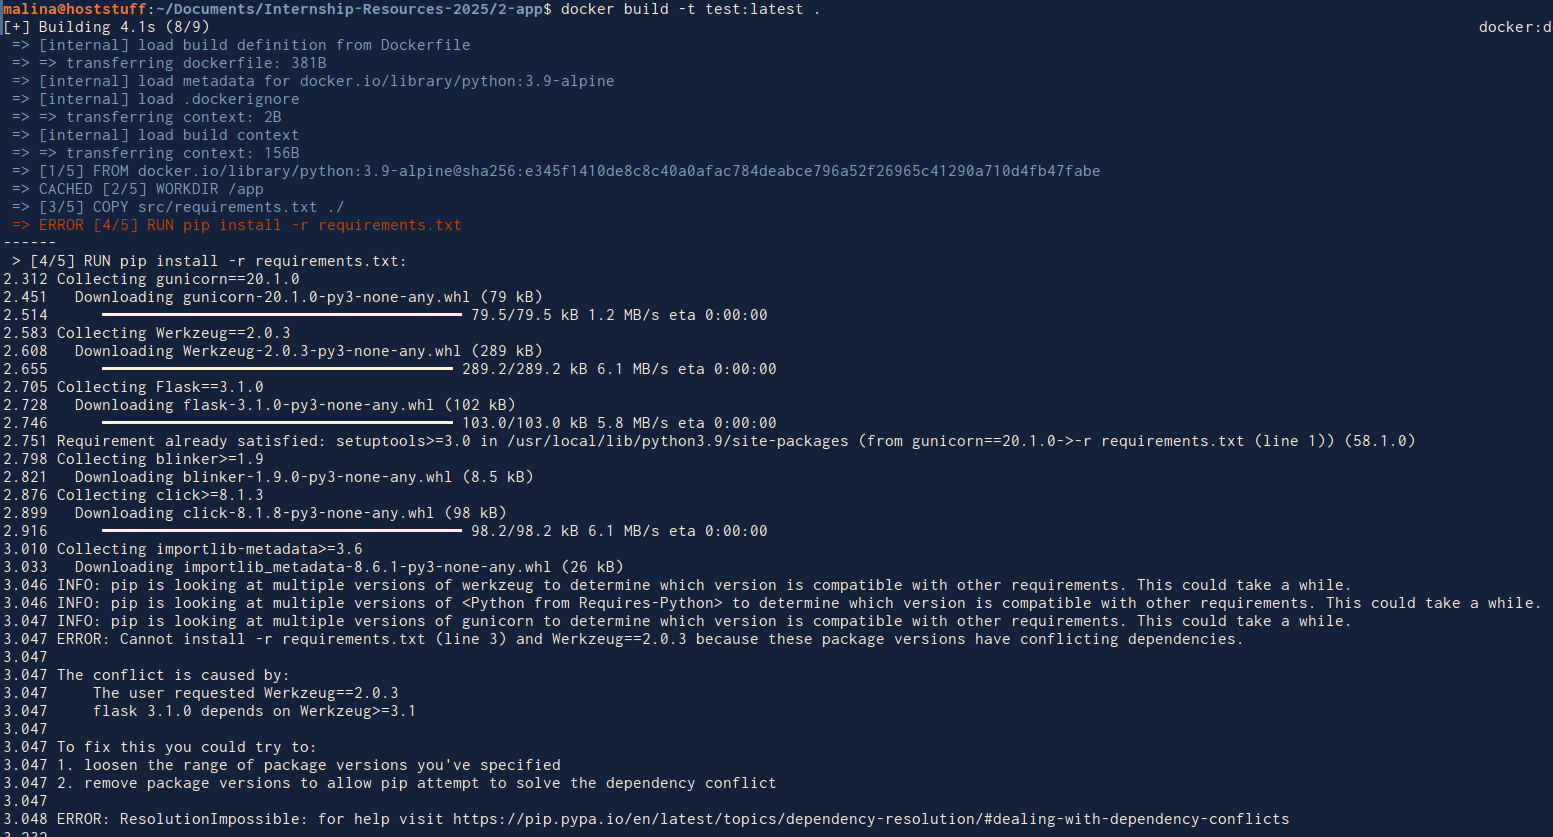 malina@hoststuff:~/Documents/Internship-Resources-2025/2-app$ docker build -t test:latest .
[+] Building 4.1s (8/9) docker:d
=> [internal] load build definition from Dockerfile
=> => transferring dockerfile: 381B
=> [internal] load metadata for docker.io/library/python:3.9-alpine
=> [internal] load .dockerignore
=> => transferring context: 2B
=> [internal] load build context
=> => transferring context: 156B
=> [1/5] FROM docker.io/library/python:3.9-alpine@sha256:e345f1410de8c8c40a0afac784deabce796a52f26965c41290a710d4fb47fabe
=> CACHED [2/5] WORKDIR /app
=> [3/5] COPY src/requirements.txt ./
=> ERROR [4/5] RUN pip install -r requirements.txt
------
> [4/5] RUN pip install -r requirements.txt:
2.312 Collecting gunicorn==20.1.0
2.451 Downloading gunicorn-20.1.0-py3-none-any.whl (79 kB)
2.514 79.5/79.5 kB 1.2 MB/s eta 0:00:00
2.583 Collecting Werkzeug==2.0.3
2.608 Downloading Werkzeug-2.0.3-py3-none-any.whl (289 kB)
2.655 289.2/289.2 kB 6.1 MB/s eta 0:00:00
2.705 Collecting Flask==3.1.0
2.728 Downloading flask-3.1.0-py3-none-any.whl (102 kB)
2.746 103.0/103.0 kB 5.8 MB/s eta 0:00:00
2.751 Requirement already satisfied: setuptools>=3.0 in /usr/local/lib/python3.9/site-packages (from gunicorn==20.1.0->-r requirements.txt (line 1)) (58.1.0)
2.798 Collecting blinker>=1.9
2.821 Downloading blinker-1.9.0-py3-none-any.whl (8.5 kB)
2.876 Collecting click>=8.1.3
2.899 Downloading click-8.1.8-py3-none-any.whl (98 kB)
2.916 98.2/98.2 kB 6.1 MB/s eta 0:00:00
3.010 Collecting importlib-metadata>=3.6
3.033 Downloading importlib_metadata-8.6.1-py3-none-any.whl (26 kB)
3.046 INFO: pip is looking at multiple versions of werkzeug to determine which version is compatible with other requirements. This could take a while.
3.046 INFO: pip is looking at multiple versions of <Python from Requires-Python> to determine which version is compatible with other requirements. This could take a while.
3.047 INFO: pip is looking at multiple versions of gunicorn to determine which version is compatible with other requirements. This could take a while.
3.047 ERROR: Cannot install -r requirements.txt (line 3) and Werkzeug==2.0.3 because these package versions have conflicting dependencies.
3.047
3.047 The conflict is caused by:
3.047 The user requested Werkzeug==2.0.3
3.047 flask 3.1.0 depends on Werkzeug>=3.1
3.047
3.047 To fix this you could try to:
3.047 1. loosen the range of package versions you've specified
3.047 2. remove package versions to allow pip attempt to solve the dependency conflict
3.047
3.048 ERROR: ResolutionImpossible: for help visit https://pip.pypa.io/en/latest/topics/dependency-resolution/#dealing-with-dependency-conflicts